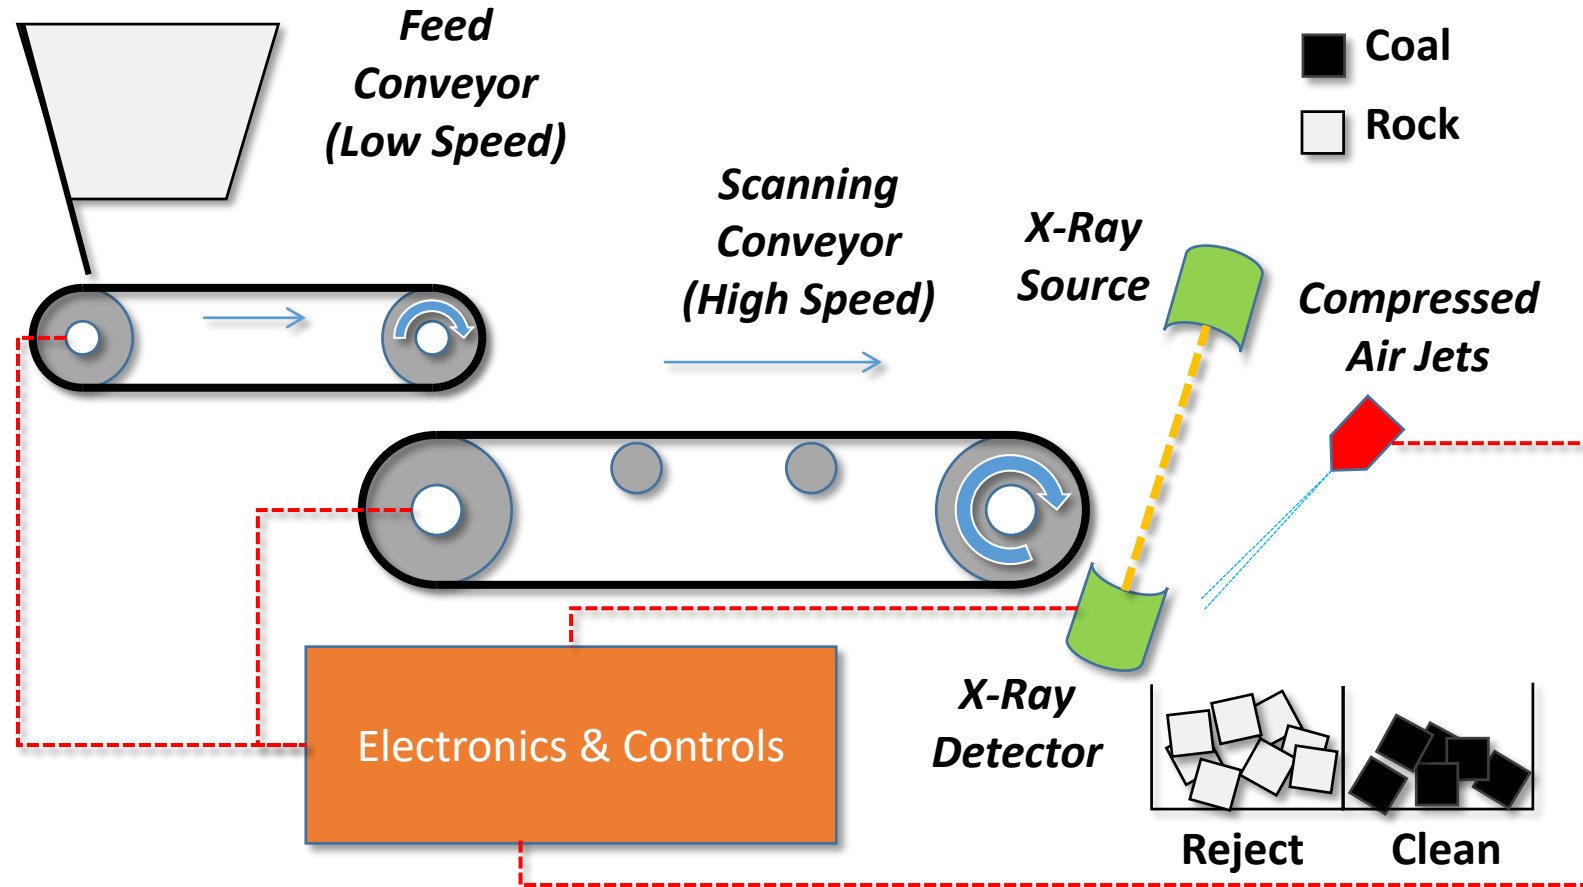 Feed
Conveyor
(Low Speed)
Coal
Rock
Scanning
Conveyor
(High Speed)
X-Ray
Source
Compressed
Air Jets
Electronics & Controls
X-Ray
Detector
Reject
Clean